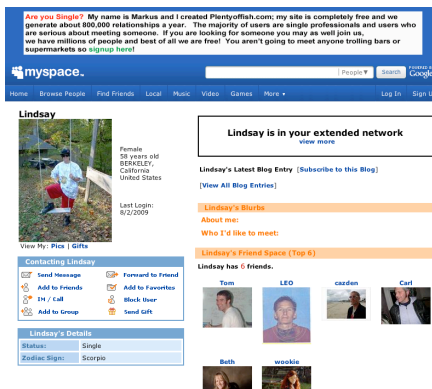 Are you Single? My name is Markus and I created Plentyoffish.com; my site is completely free and we
generate about 800,000 relationships a year. The majority of users are single professionals and users who
are serious about meeting someone. If you are looking for someone you may as well join us,
we have millions of people and best of all we are free! You aren't going to meet anyone trolling bars or
supermarkets so signup here!
myspace
People ▼
Search
POWERED B
Google
Home Browse People Find Friends Local Music Video Games More ▾ Log In Sign U
Lindsay
Female
58 years old
BERKELEY,
California
United States
Last Login:
8/2/2009
View My: Pics | Gifts
Contacting Lindsay
Send Message Forward to Friend
Add to Friends Add to Favorites
IM / Call Block User
Add to Group Send Gift
Lindsay's Details
Status: Single
Zodiac Sign: Scorpio
Lindsay is in your extended network
view more
Lindsay's Latest Blog Entry [Subscribe to this Blog]
[View All Blog Entries]
Lindsay's Blurbs
About me:
Who I'd like to meet:
Lindsay's Friend Space (Top 6)
Lindsay has 6 friends.
Tom LEO cazden Carl
Beth wookie